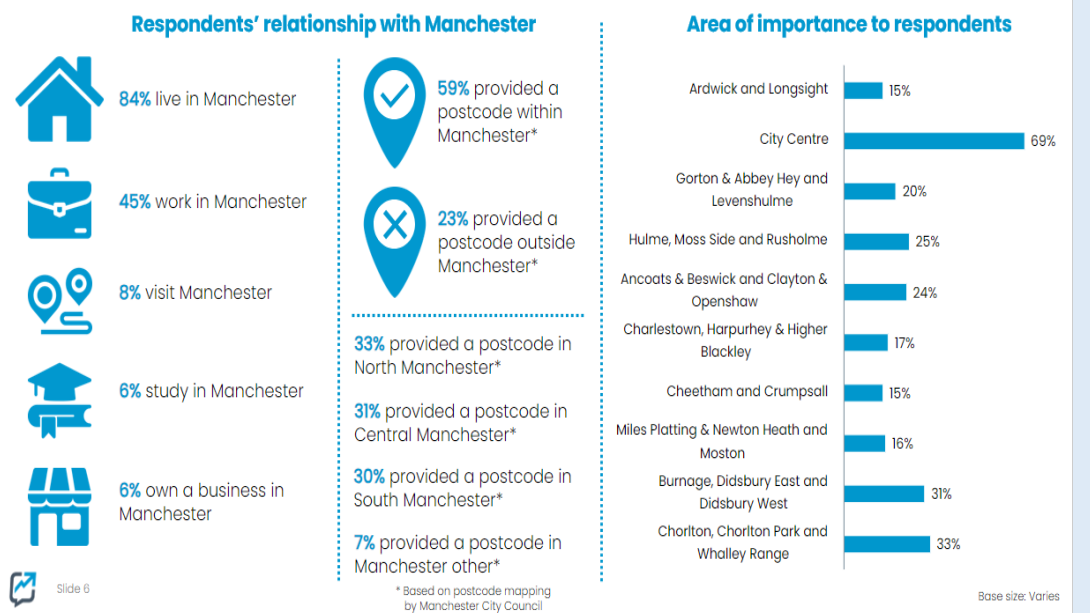 Respondents' relationship with Manchester
84% live in Manchester
45% work in Manchester
8% visit Manchester
6% study in Manchester
6% own a business in
Manchester
59% provided a
postcode within
Manchester*
23% provided a
postcode outside
Manchester*
33% provided a postcode in
North Manchester*
31% provided a postcode in
Central Manchester*
30% provided a postcode in
South Manchester*
7% provided a postcode in
Manchester other*
* Based on postcode mapping
by Manchester City Council
Area of importance to respondents
Ardwick and Longsight 15%
City Centre 69%
Gorton & Abbey Hey and
Levenshulme 20%
Hulme, Moss Side and Rusholme 25%
Ancoats & Beswick and Clayton &
Openshaw 24%
Charlestown, Harpurhey & Higher
Blackley 17%
Cheetham and Crumpsall 15%
Miles Platting & Newton Heath and
Moston 16%
Burnage, Didsbury East and
Didsbury West 31%
Chorlton, Chorlton Park and
Whalley Range 33%
Slide 6
Base size: Varies